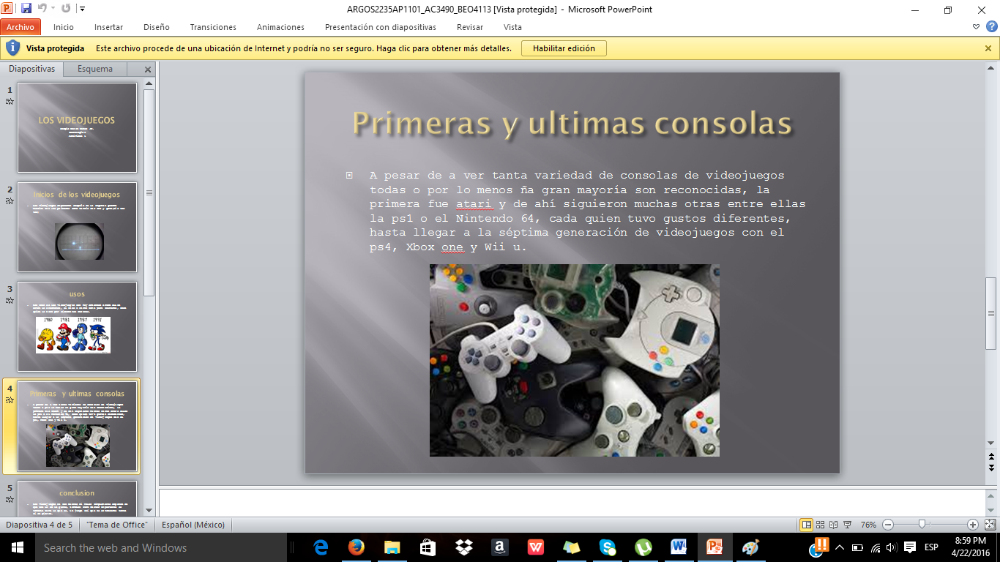 ARGOS2235AP1101_AC3490_BEO4113 [Vista protegida] - Microsoft PowerPoint
Archivo Inicio Insertar Diseño Transiciones Animaciones Presentación con diapositivas Revisar Vista
Vista protegida Este archivo procede de una ubicación de Internet y podría no ser seguro. Haga clic para obtener más detalles. Habilitar edición
Diapositivas Esquema
1
LOS VIDEOJUEGOS
2
Inicios de los videojuegos
3
usos
1980 1981 1987 1991
4
Primeras y ultimas consolas
5
conclusion
Primeras y ultimas consolas
A pesar de a ver tanta variedad de consolas de videojuegos
todas o por lo menos ña gran mayoría son reconocidas, la
primera fue atari y de ahí siguieron muchas otras entre ellas
la ps1 o el Nintendo 64, cada quien tuvo gustos diferentes,
hasta llegar a la séptima generación de videojuegos con el
ps4, Xbox one y Wii u.
Diapositiva 4 de 5 "Tema de Office" Español (México) 76%
Search the web and Windows
ESP
8:59 PM
4/22/2016